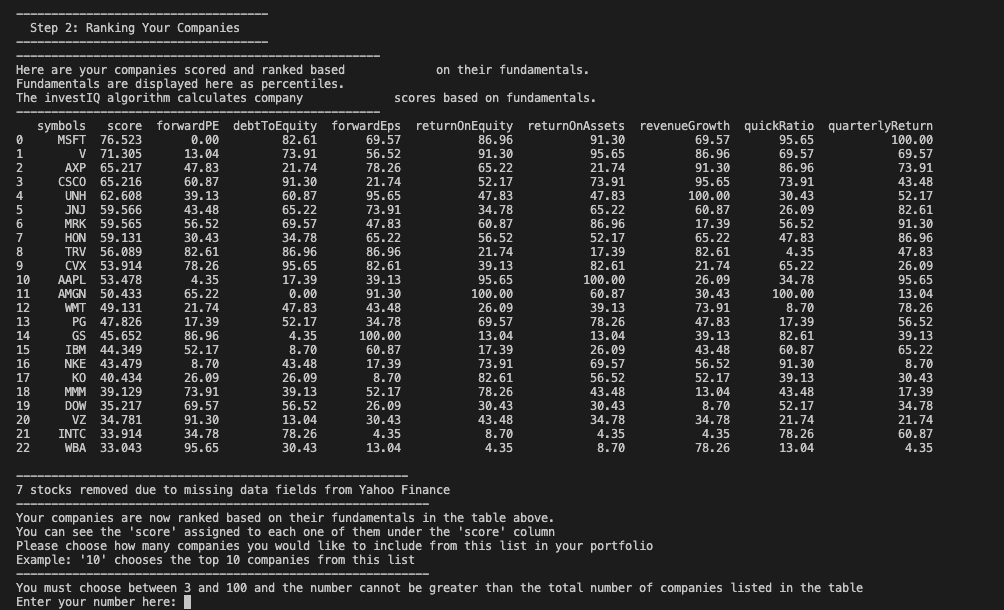 Step 2: Ranking Your Companies
Here are your companies scored and ranked based on their fundamentals.
Fundamentals are displayed here as percentiles.
The investIQ algorithm calculates company scores based on fundamentals.
symbols score forwardPE debtToEquity forwardEps returnOnEquity returnOnAssets revenueGrowth quickRatio quarterlyReturn
0 MSFT 76.523 0.00 82.61 69.57 86.96 91.30 69.57 95.65 100.00
1 V 71.305 13.04 73.91 56.52 91.30 95.65 86.96 69.57 69.57
2 AXP 65.217 47.83 21.74 78.26 65.22 21.74 91.30 86.96 73.91
3 CSCO 65.216 60.87 91.30 21.74 52.17 73.91 95.65 73.91 43.48
4 UNH 62.608 39.13 60.87 95.65 47.83 47.83 100.00 30.43 52.17
5 JNJ 59.566 43.48 65.22 73.91 34.78 65.22 60.87 26.09 82.61
6 MRK 59.565 56.52 69.57 47.83 60.87 86.96 17.39 56.52 91.30
7 HON 59.131 30.43 34.78 65.22 56.52 52.17 65.22 47.83 86.96
8 TRV 56.089 82.61 86.96 86.96 21.74 17.39 82.61 4.35 47.83
9 CVX 53.914 78.26 95.65 82.61 39.13 82.61 21.74 65.22 26.09
10 AAPL 53.478 4.35 17.39 39.13 95.65 100.00 26.09 34.78 95.65
11 AMGN 50.433 65.22 0.00 91.30 100.00 60.87 30.43 100.00 13.04
12 WMT 49.131 21.74 47.83 43.48 26.09 39.13 73.91 8.70 78.26
13 PG 47.826 17.39 52.17 34.78 69.57 78.26 47.83 17.39 56.52
14 GS 45.652 86.96 4.35 100.00 13.04 13.04 39.13 82.61 39.13
15 IBM 44.349 52.17 8.70 60.87 17.39 26.09 43.48 60.87 65.22
16 NKE 43.479 8.70 43.48 17.39 73.91 69.57 56.52 91.30 8.70
17 KO 40.434 26.09 26.09 8.70 82.61 56.52 52.17 39.13 30.43
18 MMM 39.129 73.91 39.13 52.17 78.26 43.48 13.04 43.48 17.39
19 DOW 35.217 69.57 56.52 26.09 30.43 30.43 8.70 52.17 34.78
20 VZ 34.781 91.30 13.04 30.43 43.48 34.78 34.78 21.74 21.74
21 INTC 33.914 34.78 78.26 4.35 8.70 4.35 4.35 78.26 60.87
22 WBA 33.043 95.65 30.43 13.04 4.35 8.70 78.26 13.04 4.35
7 stocks removed due to missing data fields from Yahoo Finance
Your companies are now ranked based on their fundamentals in the table above.
You can see the 'score' assigned to each one of them under the 'score' column
Please choose how many companies you would like to include from this list in your portfolio
Example: '10' chooses the top 10 companies from this list
You must choose between 3 and 100 and the number cannot be greater than the total number of companies listed in the table
Enter your number here: